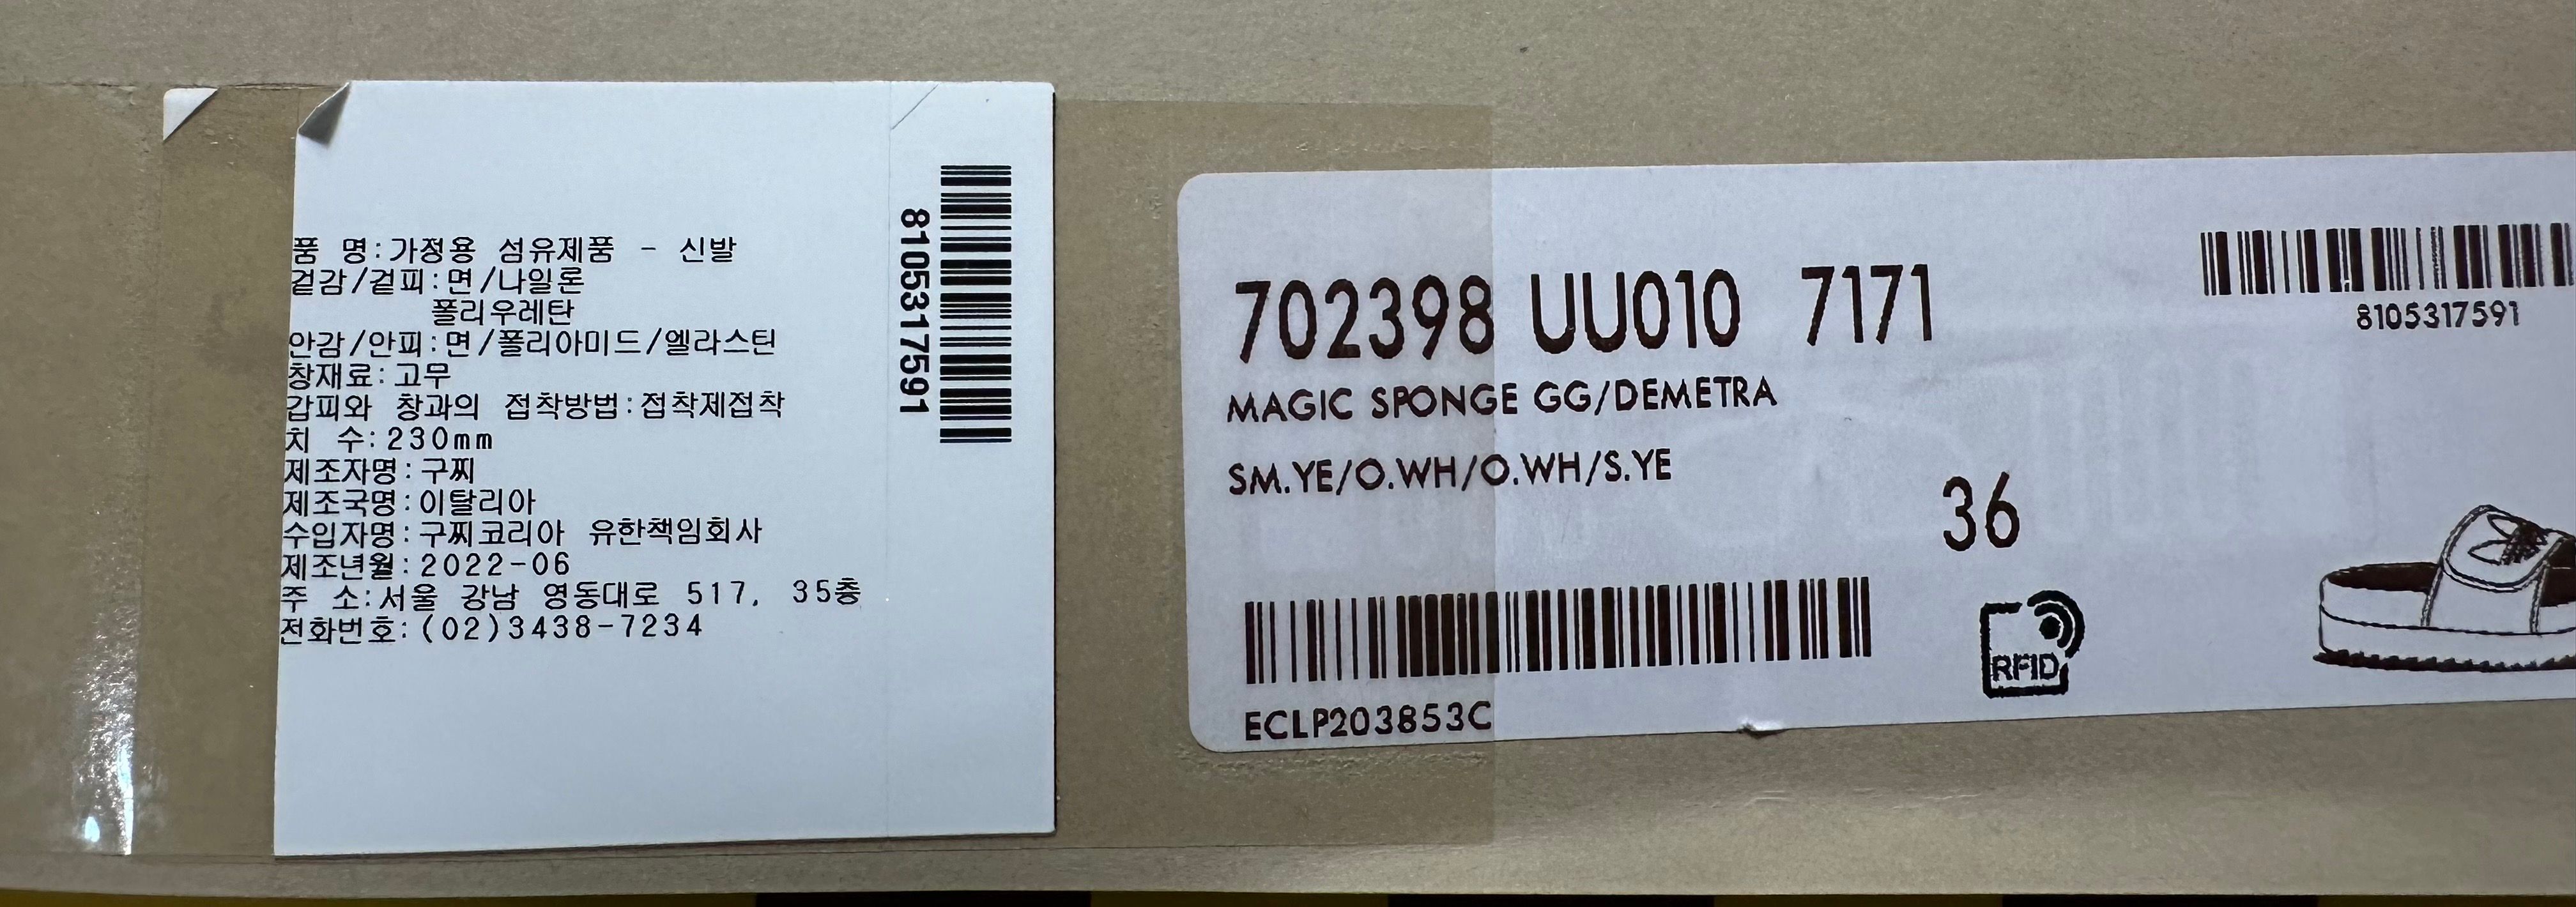 품 명:가정용 섬유제품 - 신발
겉감/겉피:면/나일론
폴리우레탄
안감/안피:면/폴리아미드/엘라스틴
창재료:고무
갑피와 창과의 접착방법:접착제접착
치 수:230mm
제조자명:구찌
제조국명:이탈리아
수입자명:구찌코리아 유한책임회사
제조년월:2022-06
주 소:서울 강남 영동대로 517, 35층
전화번호:(02)3438-7234
8105317591
702398 UU010 7171
8105317591
MAGIC SPONGE GG/DEMETRA
SM.YE/O.WH/O.WH/S.YE
36
RFID
ECLP203853C